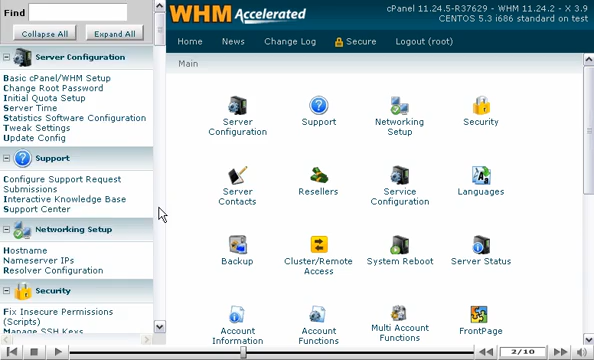 Find
Collapse All
Expand All
Server Configuration
Basic cPanel/WHM Setup
Change Root Password
Initial Quota Setup
Server Time
Statistics Software Configuration
Tweak Settings
Update Config
Support
Configure Support Request
Submissions
Interactive Knowledge Base
Support Center
Networking Setup
Hostname
Nameserver IPs
Resolver Configuration
Security
Fix Insecure Permissions
(Scripts)
Manage SSH Keys
WHM Accelerated
cPanel 11.24.5-R37629 - WHM 11.24.2 - X 3.9
CENTOS 5.3 i686 standard on test
Home
News
Change Log
Secure
Logout (root)
Main
Server
Configuration
Support
Networking
Setup
Security
Server
Contacts
Resellers
Service
Configuration
Languages
Backup
Cluster/Remote
Access
System Reboot
Server Status
Account
Information
Account
Functions
Multi Account
Functions
FrontPage
2/10